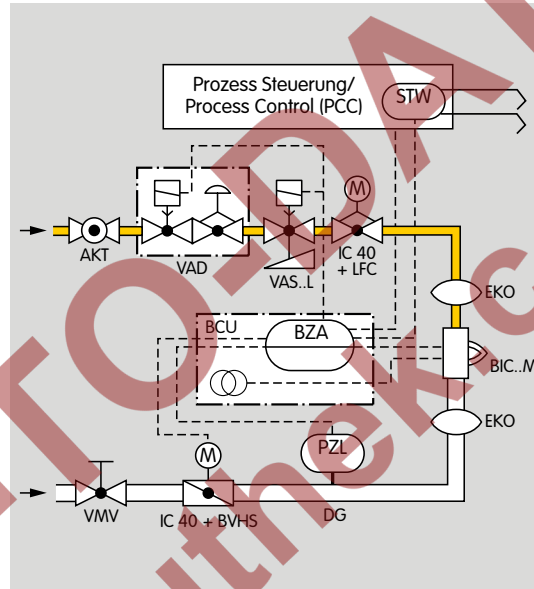 Prozess Steuerung/
Process Control (PCC)
STW
M
AKT
VAD
VAS..L
IC 40
+ LFC
EKO
BCU
BZA
BIC..M
EKO
M
PZL
VMV
IC 40 + BVHS
DG